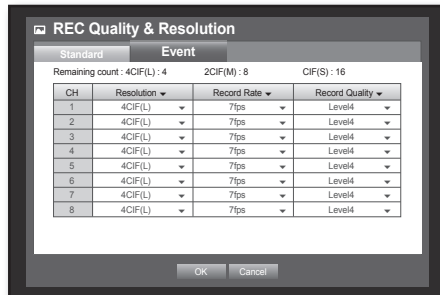 REC Quality & Resolution
Standard Event
Remaining count : 4CIF(L) : 4 2CIF(M) : 8 CIF(S) : 16
CH Resolution Record Rate Record Quality
1 4CIF(L) 7fps Level4
2 4CIF(L) 7fps Level4
3 4CIF(L) 7fps Level4
4 4CIF(L) 7fps Level4
5 4CIF(L) 7fps Level4
6 4CIF(L) 7fps Level4
7 4CIF(L) 7fps Level4
8 4CIF(L) 7fps Level4
OK Cancel